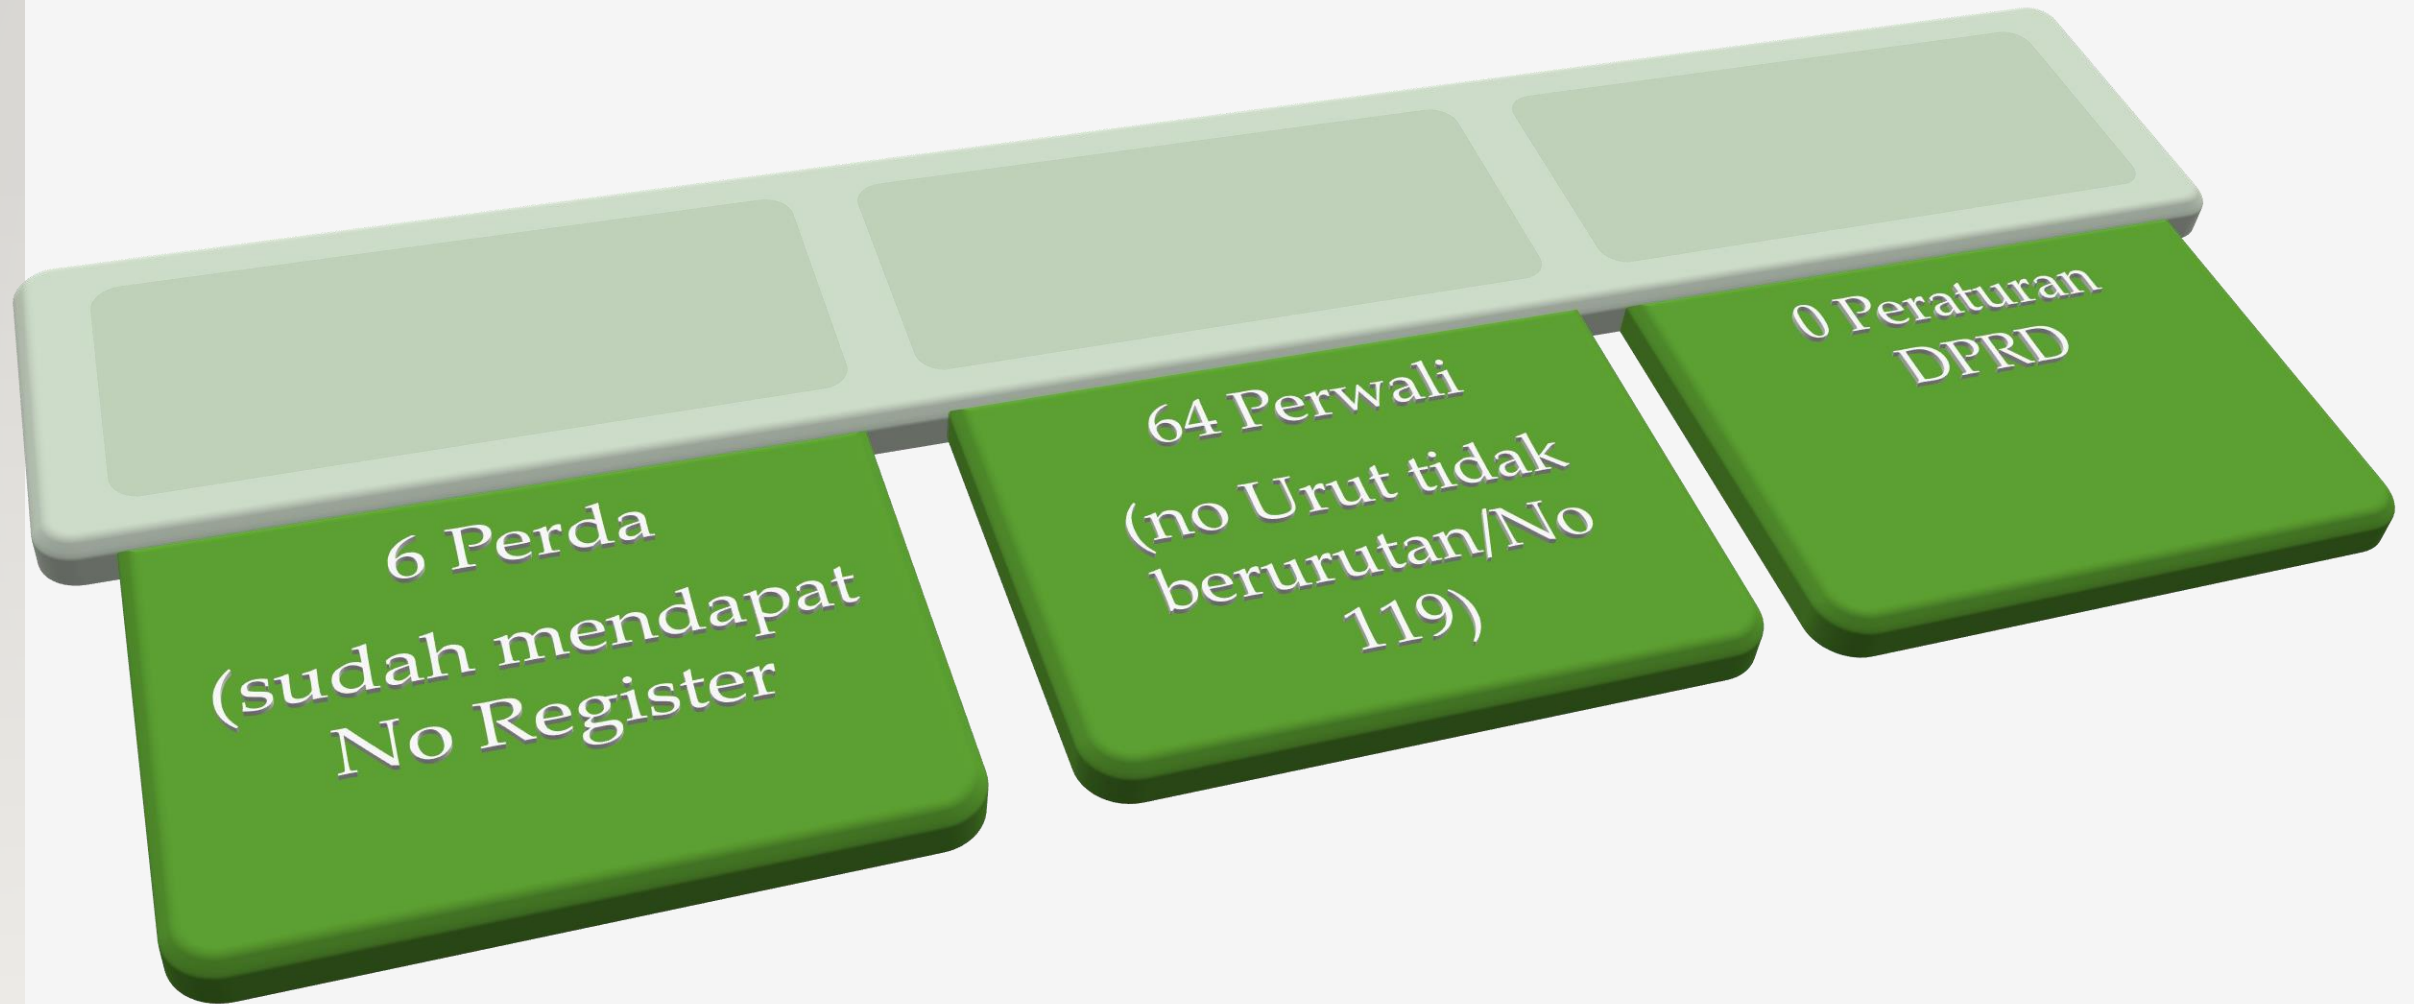 6 Perda
(sudah mendapat
No Register
64 Perwali
(no Urut tidak
berurutan/No
119)
0 Peraturan
DPRD